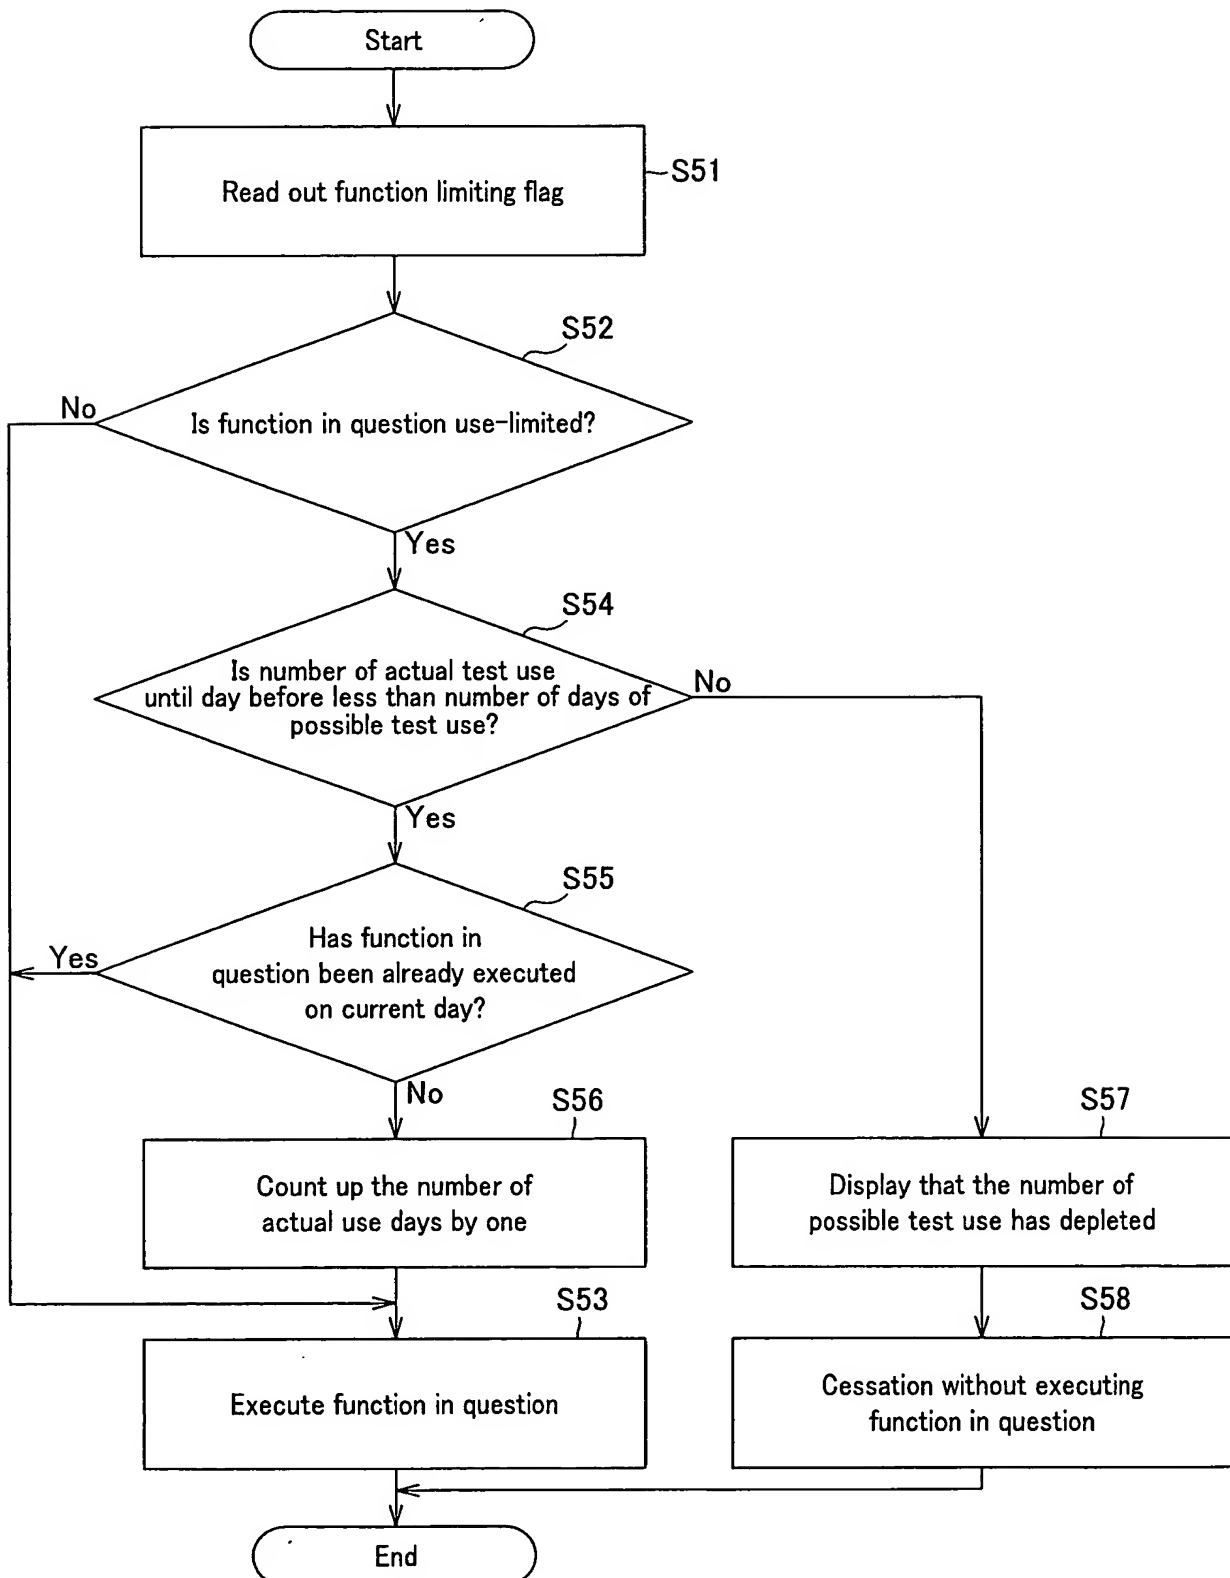 Start
Read out function limiting flag
S51
S52
No
Is function in question use-limited?
Yes
S54
Is number of actual test use
until day before less than number of days of
possible test use?
No
Yes
S55
Yes
Has function in
question been already executed
on current day?
No
S56
Count up the number of
actual use days by one
S57
Display that the number of
possible test use has depleted
S53
Execute function in question
S58
Cessation without executing
function in question
End